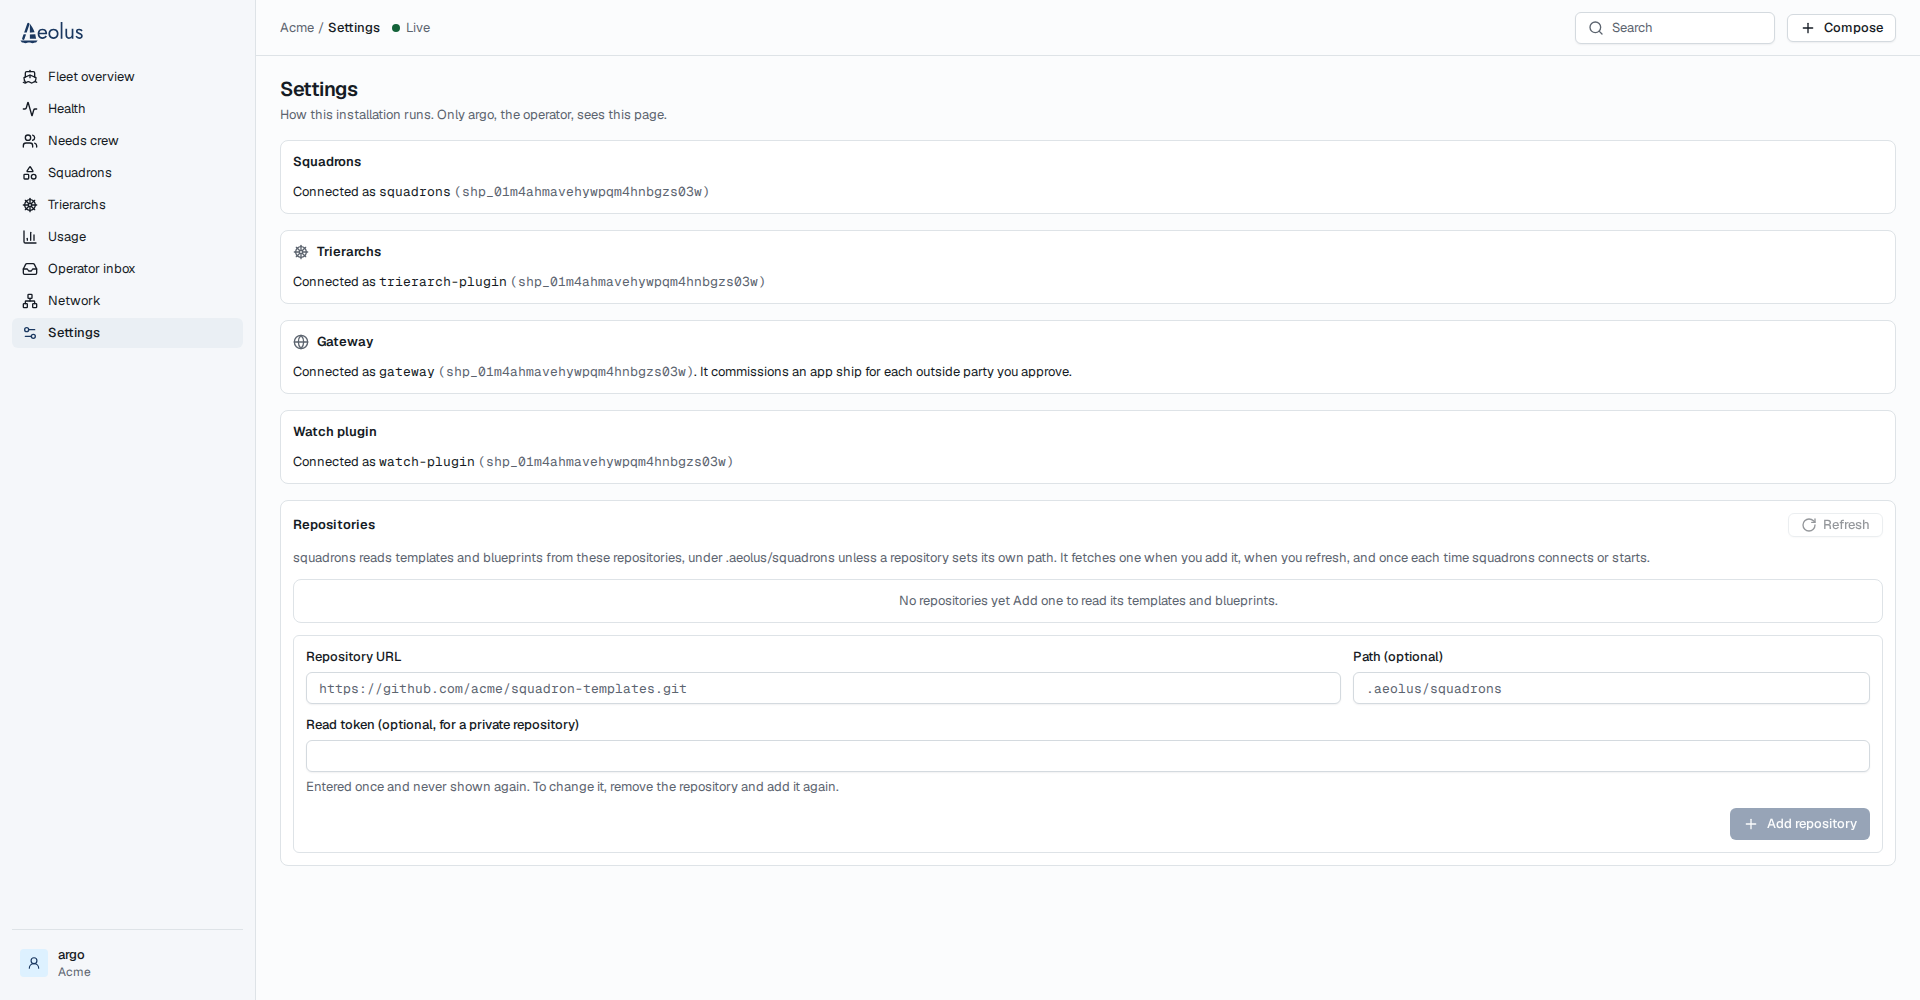 Aeolus
Fleet overview
Health
Needs crew
Squadrons
Trierarchs
Usage
Operator inbox
Network
Settings
argo
Acme
Acme / Settings Live
Search
Compose
Settings
How this installation runs. Only argo, the operator, sees this page.
Squadrons
Connected as squadrons (shp_01m4ahmavehywpqm4hnbgzs03w)
Trierarchs
Connected as trierarch-plugin (shp_01m4ahmavehywpqm4hnbgzs03w)
Gateway
Connected as gateway (shp_01m4ahmavehywpqm4hnbgzs03w). It commissions an app ship for each outside party you approve.
Watch plugin
Connected as watch-plugin (shp_01m4ahmavehywpqm4hnbgzs03w)
Repositories
Refresh
squadrons reads templates and blueprints from these repositories, under .aeolus/squadrons unless a repository sets its own path. It fetches one when you add it, when you refresh, and once each time squadrons connects or starts.
No repositories yet Add one to read its templates and blueprints.
Repository URL
https://github.com/acme/squadron-templates.git
Path (optional)
.aeolus/squadrons
Read token (optional, for a private repository)
Entered once and never shown again. To change it, remove the repository and add it again.
Add repository